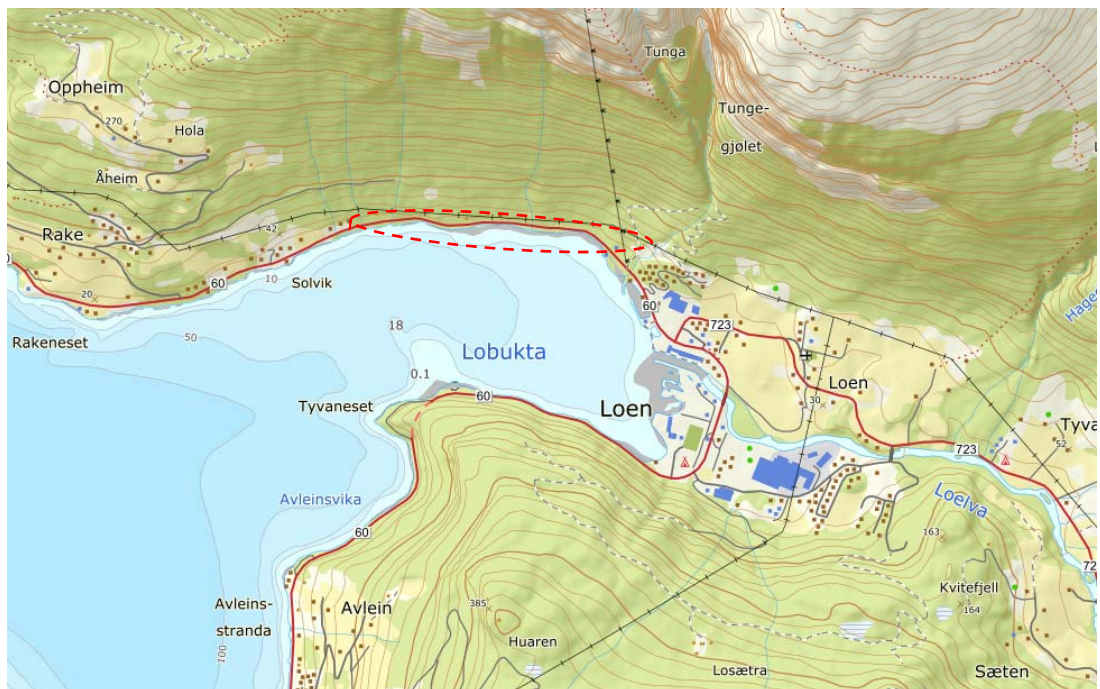 Tunga
Oppheim
270
Hola
Tunge-
gjølet
Åheim
42
Rake
60
Solvik
10
20
60
723
Rakeneset
50
18
Lobukta
0.1
Loen
Tyvaneset
60
Loen
30
Tyva
52
723
Avleinsvika
Loelva
163
60
Kvitefjell
164
72
Avleins-
stranda
Avlein
385
100
Huaren
Losætra
Sæten